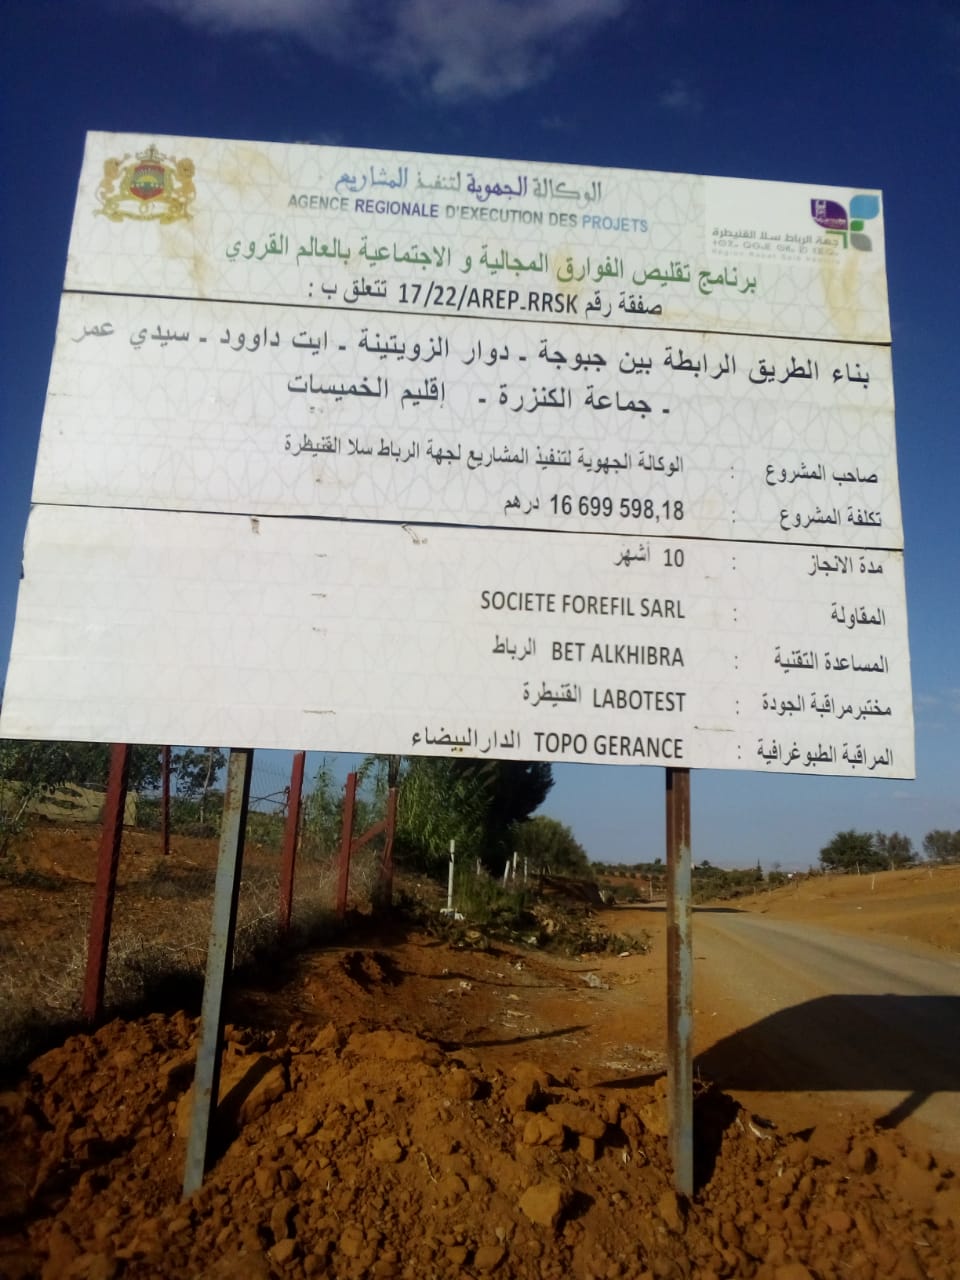 الوكالة الجهوية لتنفيذ المشاريع
AGENCE REGIONALE D'EXECUTION DES PROJETS
جهة الرباط سلا القنيطرة
برنامج تقليص الفوارق المجالية و الاجتماعية بالعالم القروي
صفقة رقم 17/22/AREP-RRSK تتعلق ب :
بناء الطريق الرابطة بين جبوجة - دوار الزويتينة - ايت داوود - سيدي عمر
- جماعة الكنزرة - إقليم الخميسات
صاحب المشروع : الوكالة الجهوية لتنفيذ المشاريع لجهة الرباط سلا القنيطرة
تكلفة المشروع : 16 699 598,18 درهم
مدة الانجاز : 10 أشهر
المقاولة : SOCIETE FOREFIL SARL
المساعدة التقنية : BET ALKHIBRA الرباط
مختبرمراقبة الجودة : LABOTEST القنيطرة
المراقبة الطبوغرافية : TOPO GERANCE الدارالبيضاء